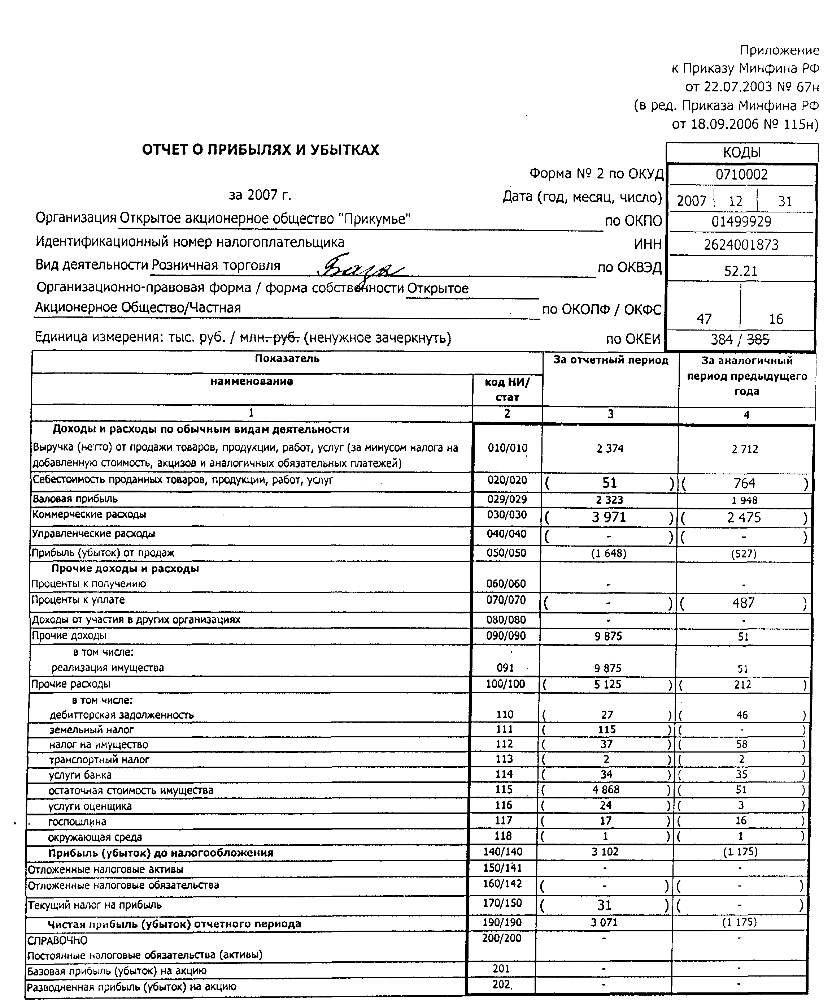 Приложение
к Приказу Минфина РФ
от 22.07.2003 № 67н
(в ред. Приказа Минфина РФ
от 18.09.2006 № 115н)
ОТЧЕТ О ПРИБЫЛЯХ И УБЫТКАХ
КОДЫ
Форма № 2 по ОКУД 0710002
за 2007 г. Дата (год, месяц, число) 2007 12 31
Организация Открытое акционерное общество "Прикумье" по ОКПО 01499929
Идентификационный номер налогоплательщика ИНН 2624001873
Вид деятельности Розничная торговля по ОКВЭД 52.21
Организационно-правовая форма / форма собственности Открытое
Акционерное Общество/Частная по ОКОПФ / ОКФС 47 16
Единица измерения: тыс. руб. / млн. руб. (ненужное зачеркнуть) по ОКЕИ 384 / 385
Показатель За отчетный период За аналогичный
период предыдущего
года
наименование код НИ/
стат
1 2 3 4
Доходы и расходы по обычным видам деятельности
Выручка (нетто) от продажи товаров, продукции, работ, услуг (за минусом налога на 010/010 2 374 2 712
добавленную стоимость, акцизов и аналогичных обязательных платежей)
Себестоимость проданных товаров, продукции, работ, услуг 020/020 ( 51 ) ( 764 )
Валовая прибыль 029/029 2 323 1 948
Коммерческие расходы 030/030 ( 3 971 ) ( 2 475 )
Управленческие расходы 040/040 ( - ) ( - )
Прибыль (убыток) от продаж 050/050 (1 648) (527)
Прочие доходы и расходы
Проценты к получению 060/060 - -
Проценты к уплате 070/070 ( - ) ( 487 )
Доходы от участия в других организациях 080/080 - -
Прочие доходы 090/090 9 875 51
в том числе:
реализация имущества 091 9 875 51
Прочие расходы 100/100 ( 5 125 ) ( 212 )
в том числе:
дебитторская задолженность 110 ( 27 ) ( 46 )
земельный налог 111 ( 115 ) ( - )
налог на имущество 112 ( 37 ) ( 58 )
транспортный налог 113 ( 2 ) ( 2 )
услуги банка 114 ( 34 ) ( 35 )
остаточная стоимость имущества 115 ( 4 868 ) ( 51 )
услуги оценщика 116 ( 24 ) ( 3 )
госпошлина 117 ( 17 ) ( 16 )
окружающая среда 118 ( 1 ) ( 1 )
Прибыль (убыток) до налогообложения 140/140 3 102 (1 175)
Отложенные налоговые активы 150/141 - -
Отложенные налоговые обязательства 160/142 ( - ) ( - )
Текущий налог на прибыль 170/150 ( 31 ) ( - )
Чистая прибыль (убыток) отчетного периода 190/190 3 071 (1 175)
СПРАВОЧНО 200/200 - -
Постоянные налоговые обязательства (активы)
Базовая прибыль (убыток) на акцию 201 - -
Разводненная прибыль (убыток) на акцию 202 - -